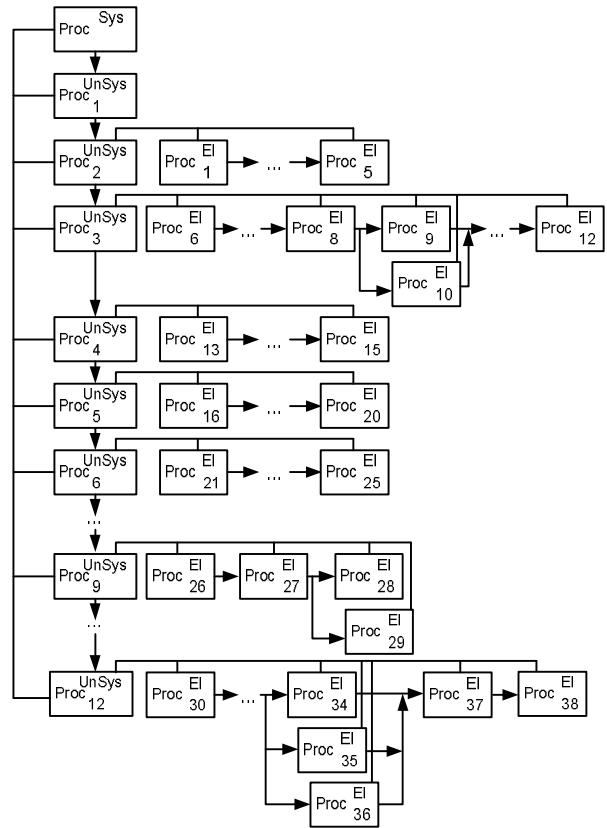 Proc Sys
Proc UnSys 1
Proc UnSys 2
Proc El 1
...
Proc El 5
Proc UnSys 3
Proc El 6
...
Proc El 8
Proc El 9
...
Proc El 12
Proc El 10
Proc UnSys 4
Proc El 13
...
Proc El 15
Proc UnSys 5
Proc El 16
...
Proc El 20
Proc UnSys 6
Proc El 21
...
Proc El 25
...
Proc UnSys 9
Proc El 26
Proc El 27
Proc El 28
Proc El 29
...
Proc UnSys 12
Proc El 30
...
Proc El 34
Proc El 37
Proc El 38
Proc El 35
Proc El 36